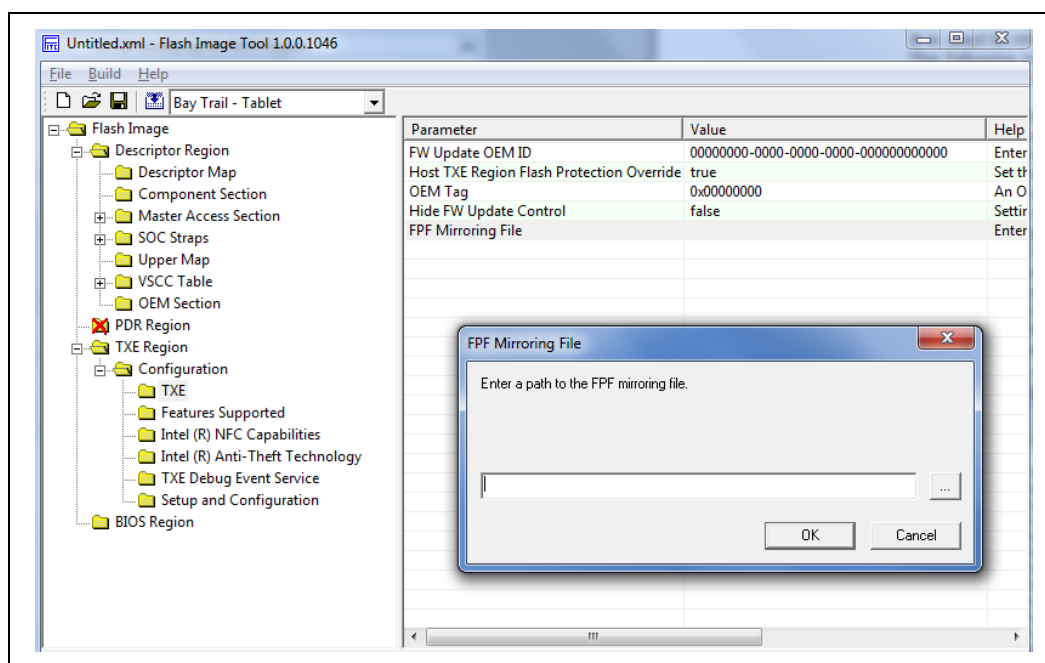 Untitled.xml - Flash Image Tool 1.0.0.1046
File Build Help
Bay Trail - Tablet
Flash Image
Descriptor Region
Descriptor Map
Component Section
Master Access Section
SOC Straps
Upper Map
VSCC Table
OEM Section
PDR Region
TXE Region
Configuration
TXE
Features Supported
Intel (R) NFC Capabilities
Intel (R) Anti-Theft Technology
TXE Debug Event Service
Setup and Configuration
BIOS Region
Parameter Value Help
FW Update OEM ID 00000000-0000-0000-0000-000000000000 Enter
Host TXE Region Flash Protection Override true Set th
OEM Tag 0x00000000 An O
Hide FW Update Control false Settin
FPF Mirroring File Enter
FPF Mirroring File
Enter a path to the FPF mirroring file.
...
OK Cancel